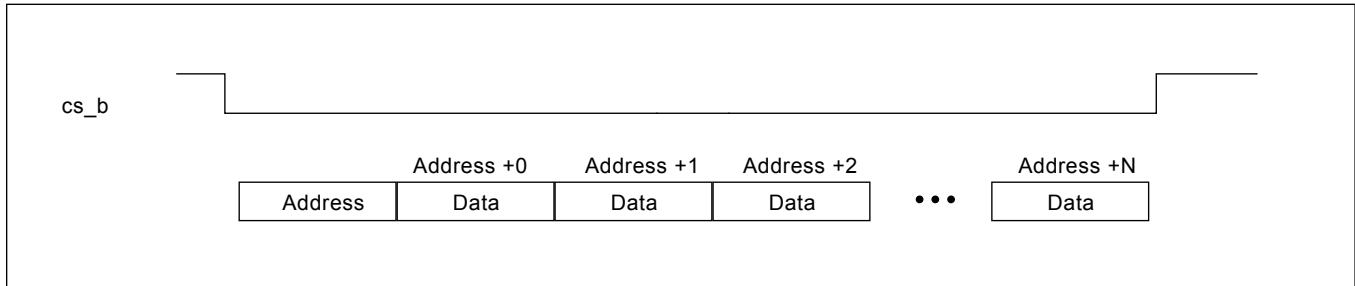 cs_b
Address +0 Address +1 Address +2 Address +N
Address Data Data Data ••• Data